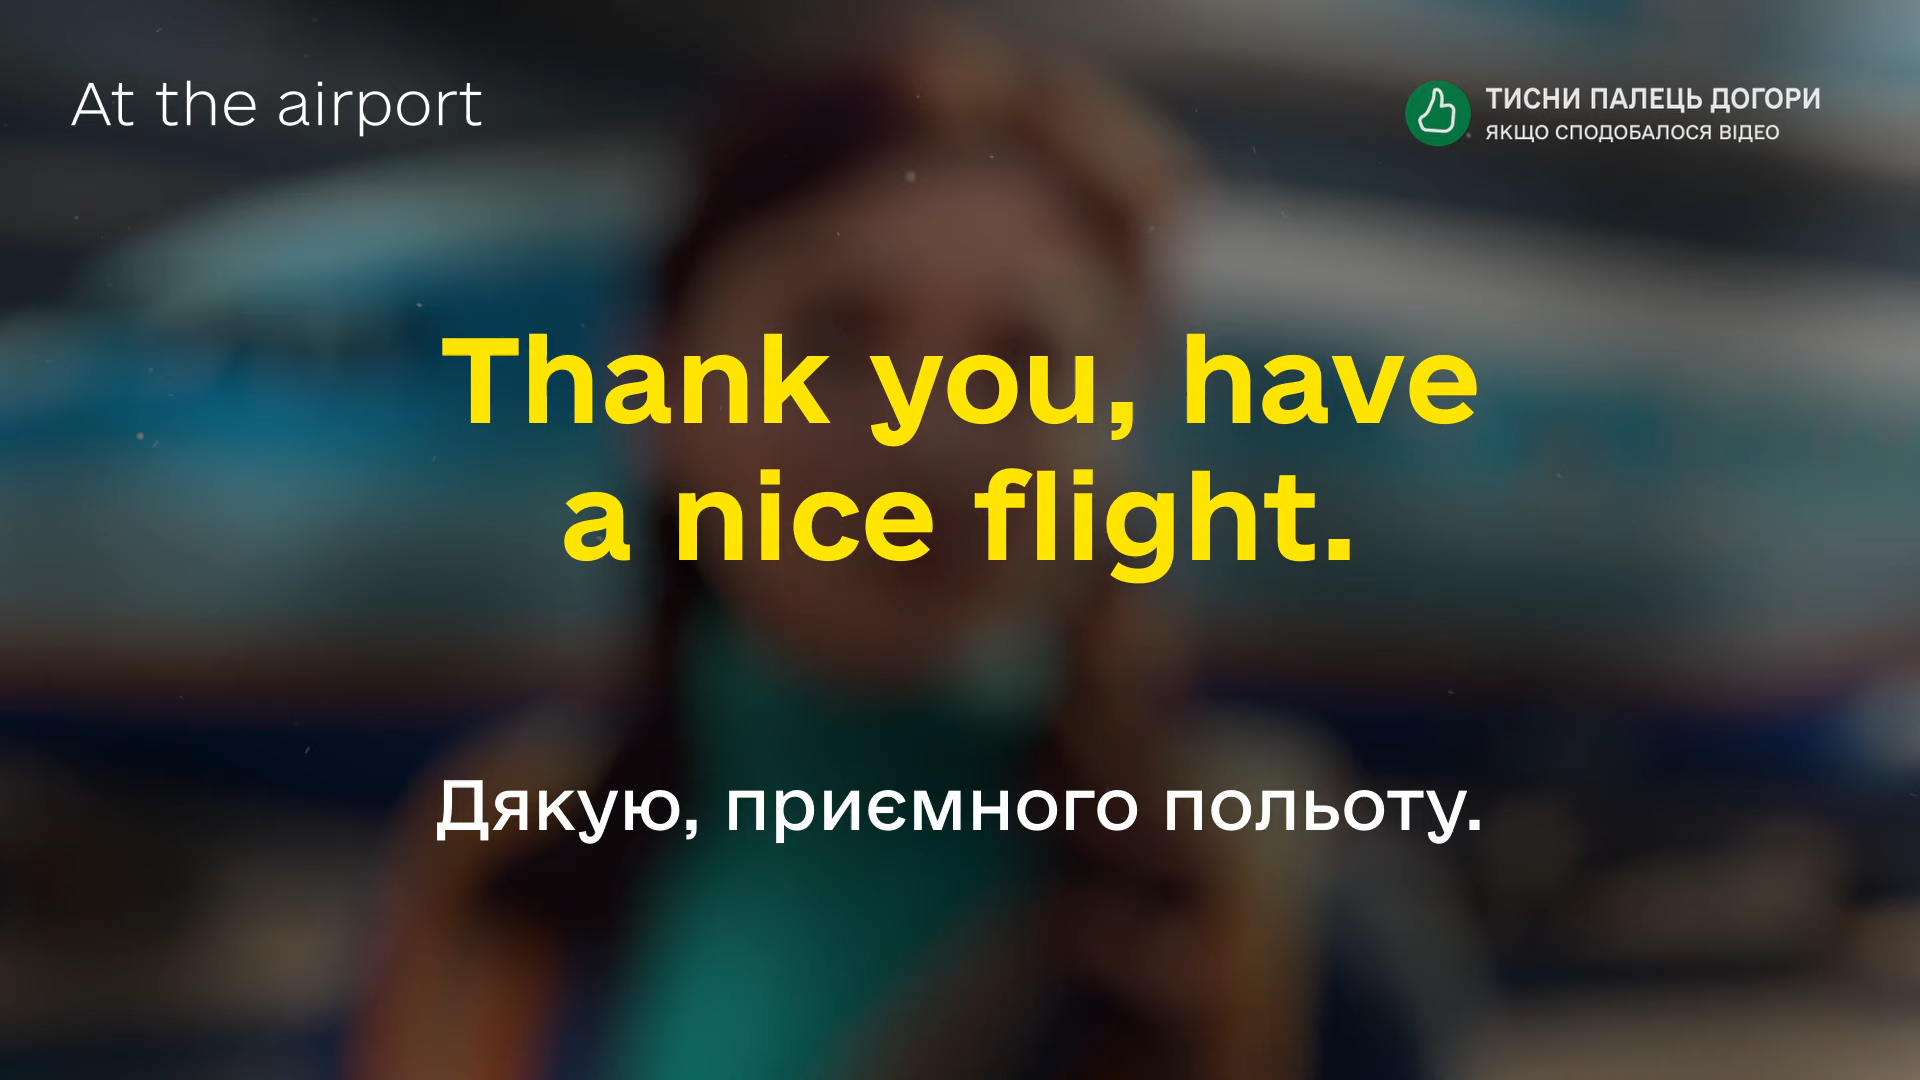 At the airport
ТИСНИ ПАЛЕЦЬ ДОГОРИ
ЯКЩО СПОДОБАЛОСЯ ВІДЕО
Thank you, have
a nice flight.
Дякую, приємного польоту.